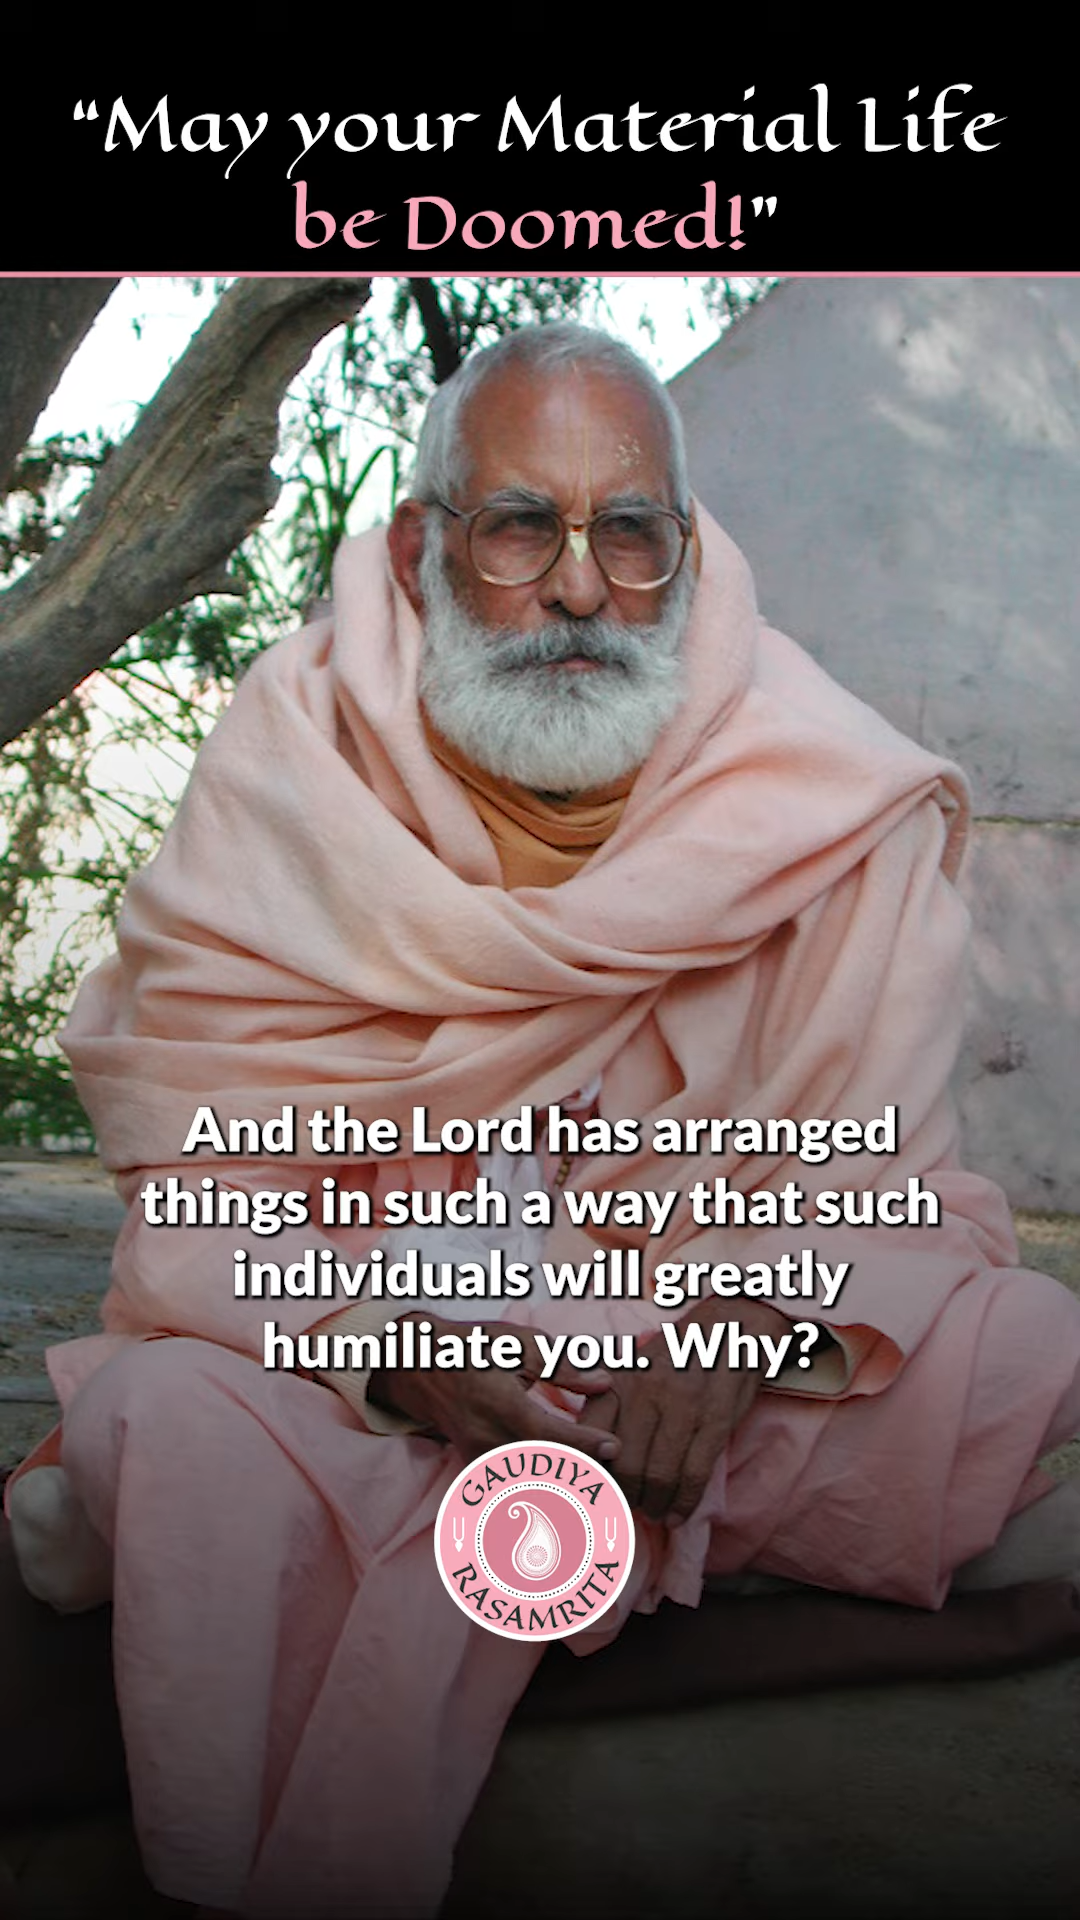 “May your Material Life
be Doomed!”
And the Lord has arranged
things in such a way that such
individuals will greatly
humiliate you. Why?
GAUDIYA
RASAMRITA